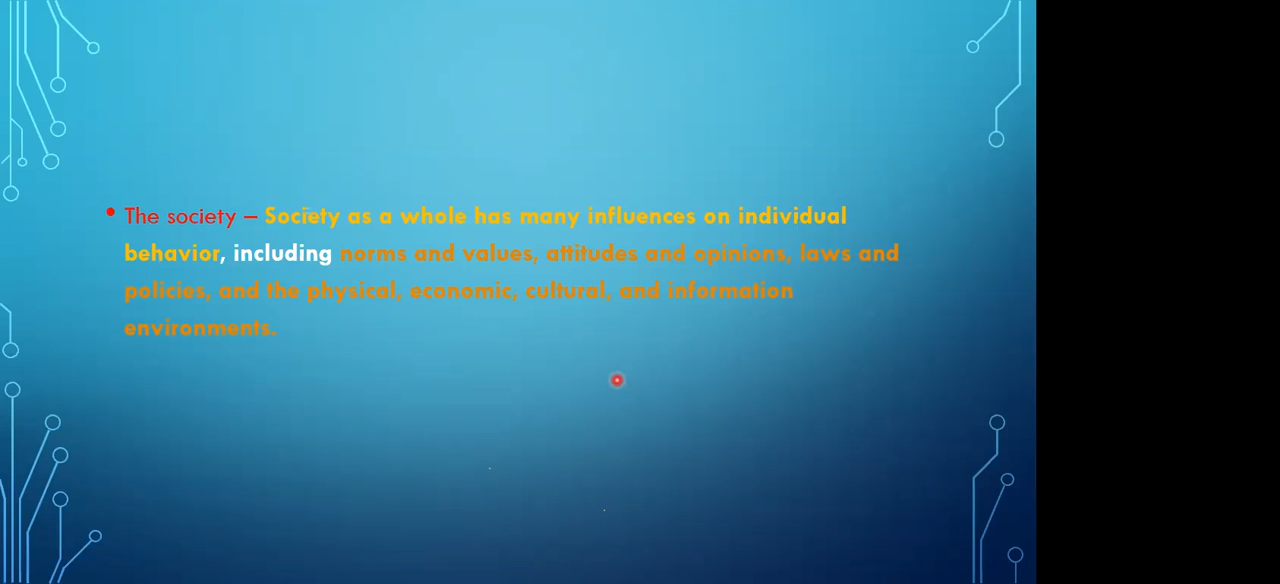 • The society – Society as a whole has many influences on individual
behavior, including norms and values, attitudes and opinions, laws and
policies, and the physical, economic, cultural, and information
environments.